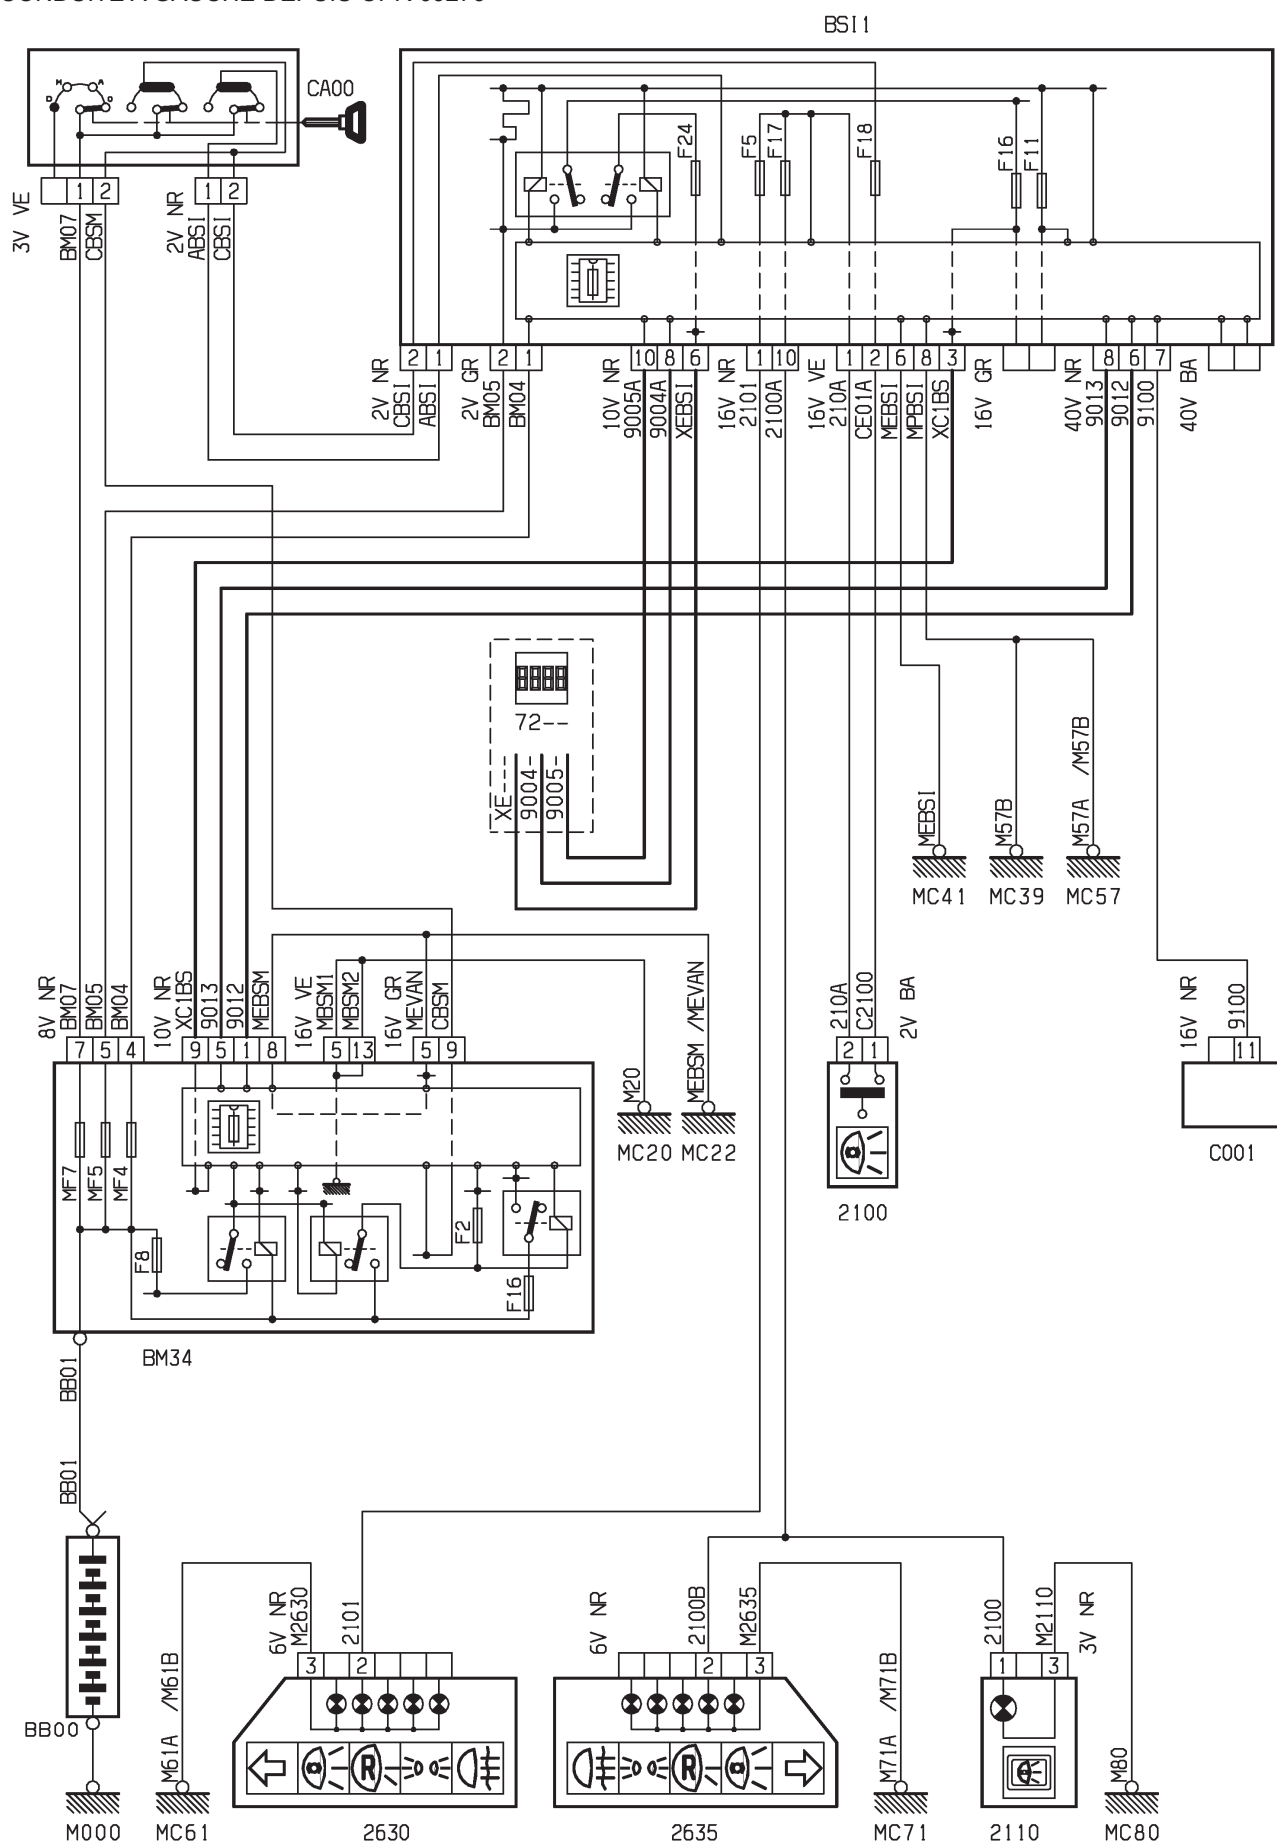 BSI1
CA00
H A
D D
F24
F5
F17
F18
F16
F11
1 2
1 2
3V VE
BM07
CBSM
2V NR
ABSI
CBSI
2 1
2 1
10 8 6
1 10
1 2 6 8 3
8 6 7
2V NR
CBSI
ABSI
2V GR
BM05
BM04
10V NR
9005A
9004A
XEBSI
16V NR
2101
2100A
16V VE
210A
CE01A
MEBSI
MPBSI
XC1BS
16V GR
40V NR
9013
9012
9100
40V BA
72--
XE---
9004-
9005-
MEBSI
M57B
M57A /M57B
MC41 MC39 MC57
8V NR
BM07
BM05
BM04
10V NR
XC1BS
9013
9012
MEBSM
16V VE
MBSM1
MBSM2
16V GR
MEVAN
CBSM
M20
MEBSM /MEVAN
210A
C2100
2V BA
16V NR
9100
7 5 4
9 5 1 8
5 13
5 9
2 1
11
MC20 MC22
C001
MF7
MF5
MF4
2100
F8
F2
F16
BM34
BB01
BB01
6V NR
M2630
2101
6V NR
2100B
M2635
2100
M2110
3V NR
3 2
2 3
1 3
M61A /M61B
M71A /M71B
M80
BB00
R
R
M000 MC61 2630 2635 MC71 2110 MC80